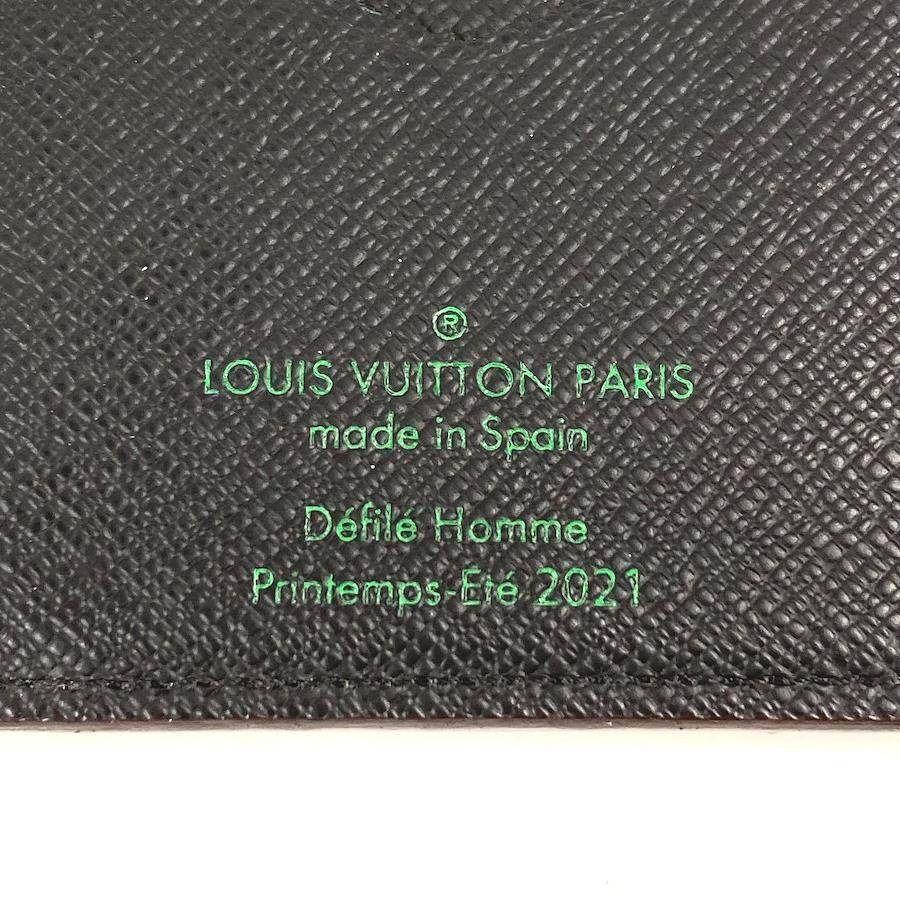 ®
LOUIS VUITTON PARIS
made in Spain
Défilé Homme
Printemps-Eté 2021